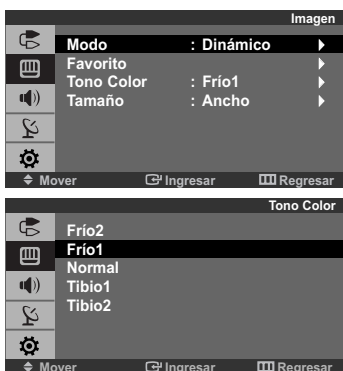 Imagen
Modo : Dinámico
Favorito
Tono Color : Frío1
Tamaño : Ancho
Mover Ingresar Regresar
Tono Color
Frío2
Frío1
Normal
Tibio1
Tibio2
Mover Ingresar Regresar